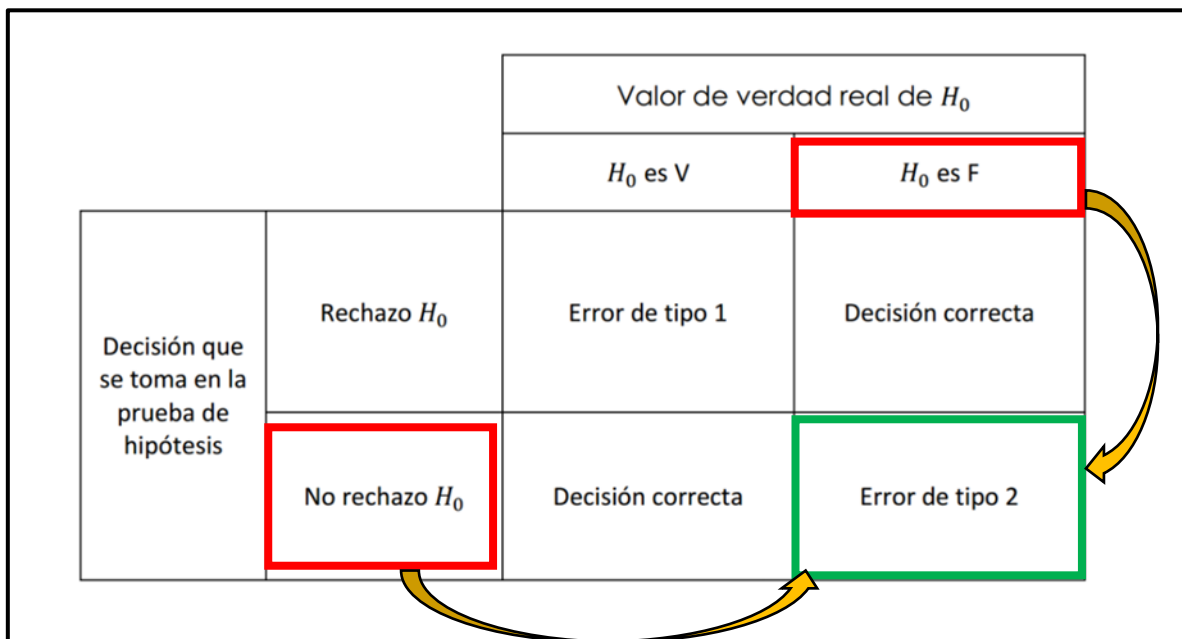 Valor de verdad real de H₀
H₀ es V
H₀ es F
Decisión que
se toma en la
prueba de
hipótesis
Rechazo H₀
Error de tipo 1
Decisión correcta
No rechazo H₀
Decisión correcta
Error de tipo 2